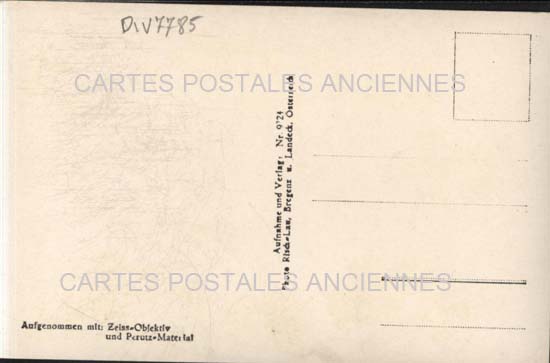 DIV7785
CARTES POSTALES ANCIENNES
Aufnahme und Verlag: Nr. 9724
Photo Risch-Lau, Bregenz u. Landeck, Österreich
CARTES POSTALES ANCIENNES
Aufgenommen mit: Zeiss-Objektiv
und Perutz-Material